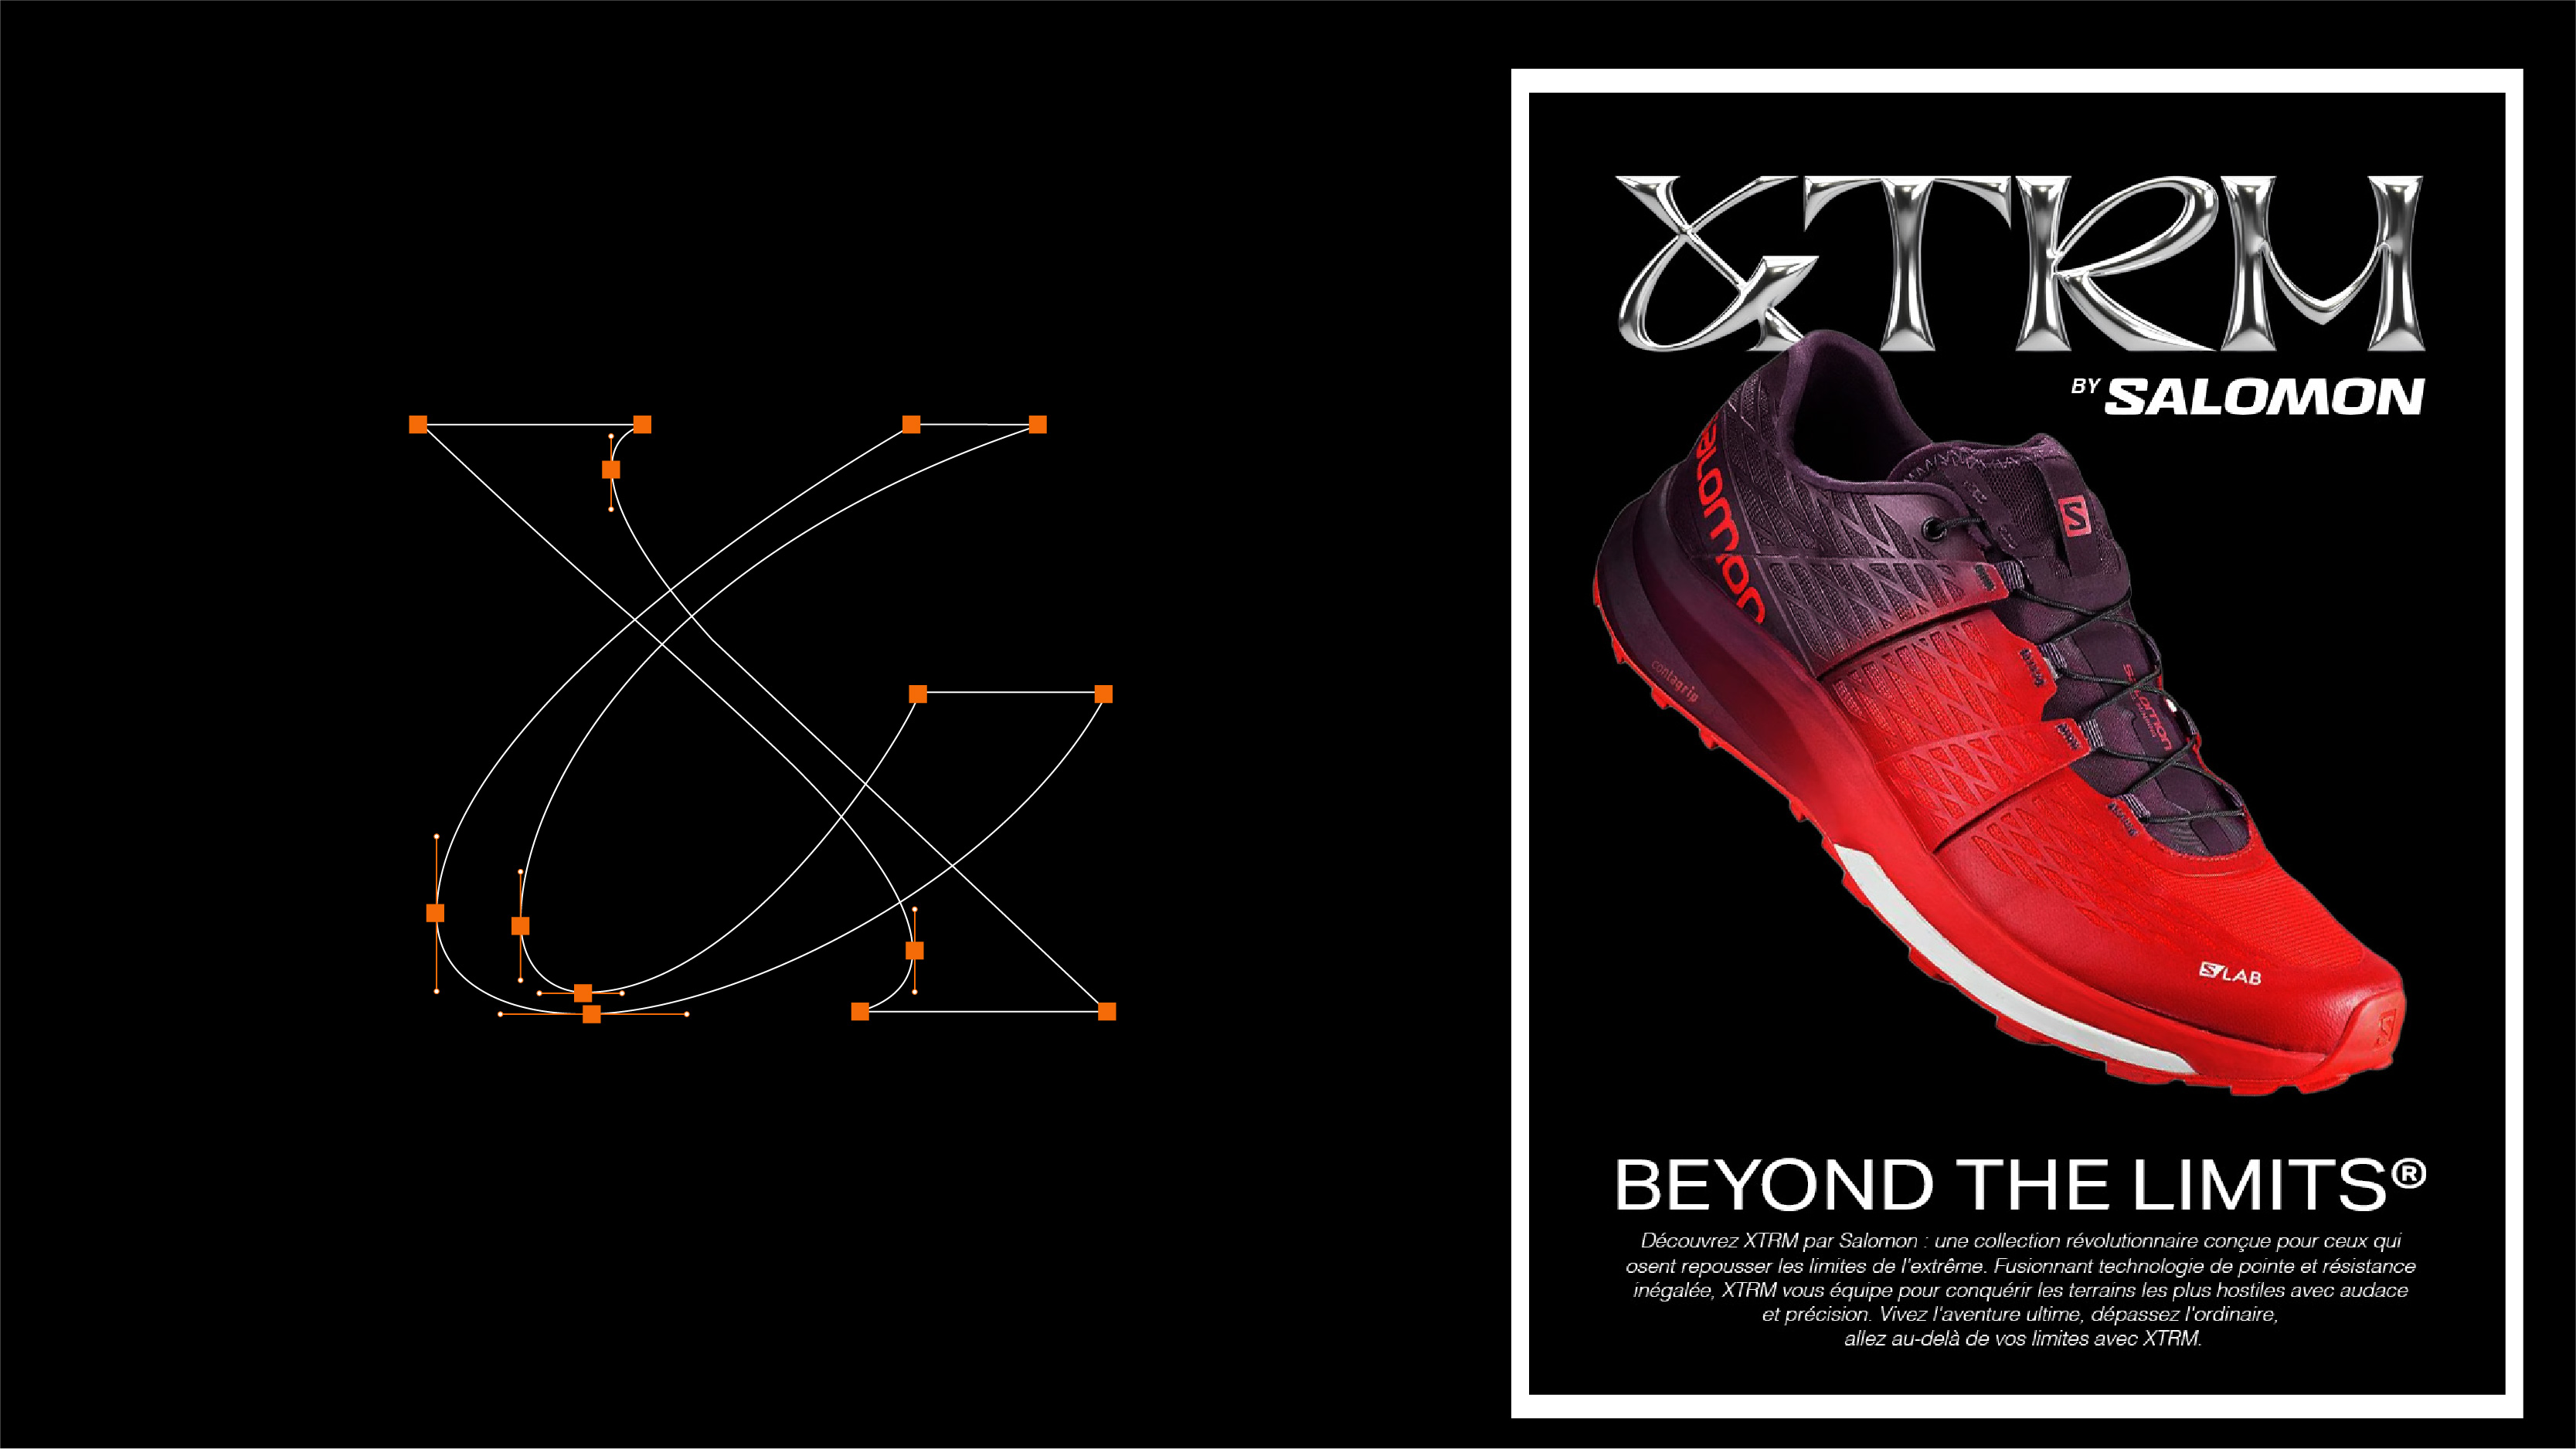 XTRM
BY SALOMON
salomon
S
contagrip
salomon
S/LAB
BEYOND THE LIMITS®
Découvrez XTRM par Salomon : une collection révolutionnaire conçue pour ceux qui
osent repousser les limites de l'extrême. Fusionnant technologie de pointe et résistance
inégalée, XTRM vous équipe pour conquérir les terrains les plus hostiles avec audace
et précision. Vivez l'aventure ultime, dépassez l'ordinaire,
allez au-delà de vos limites avec XTRM.